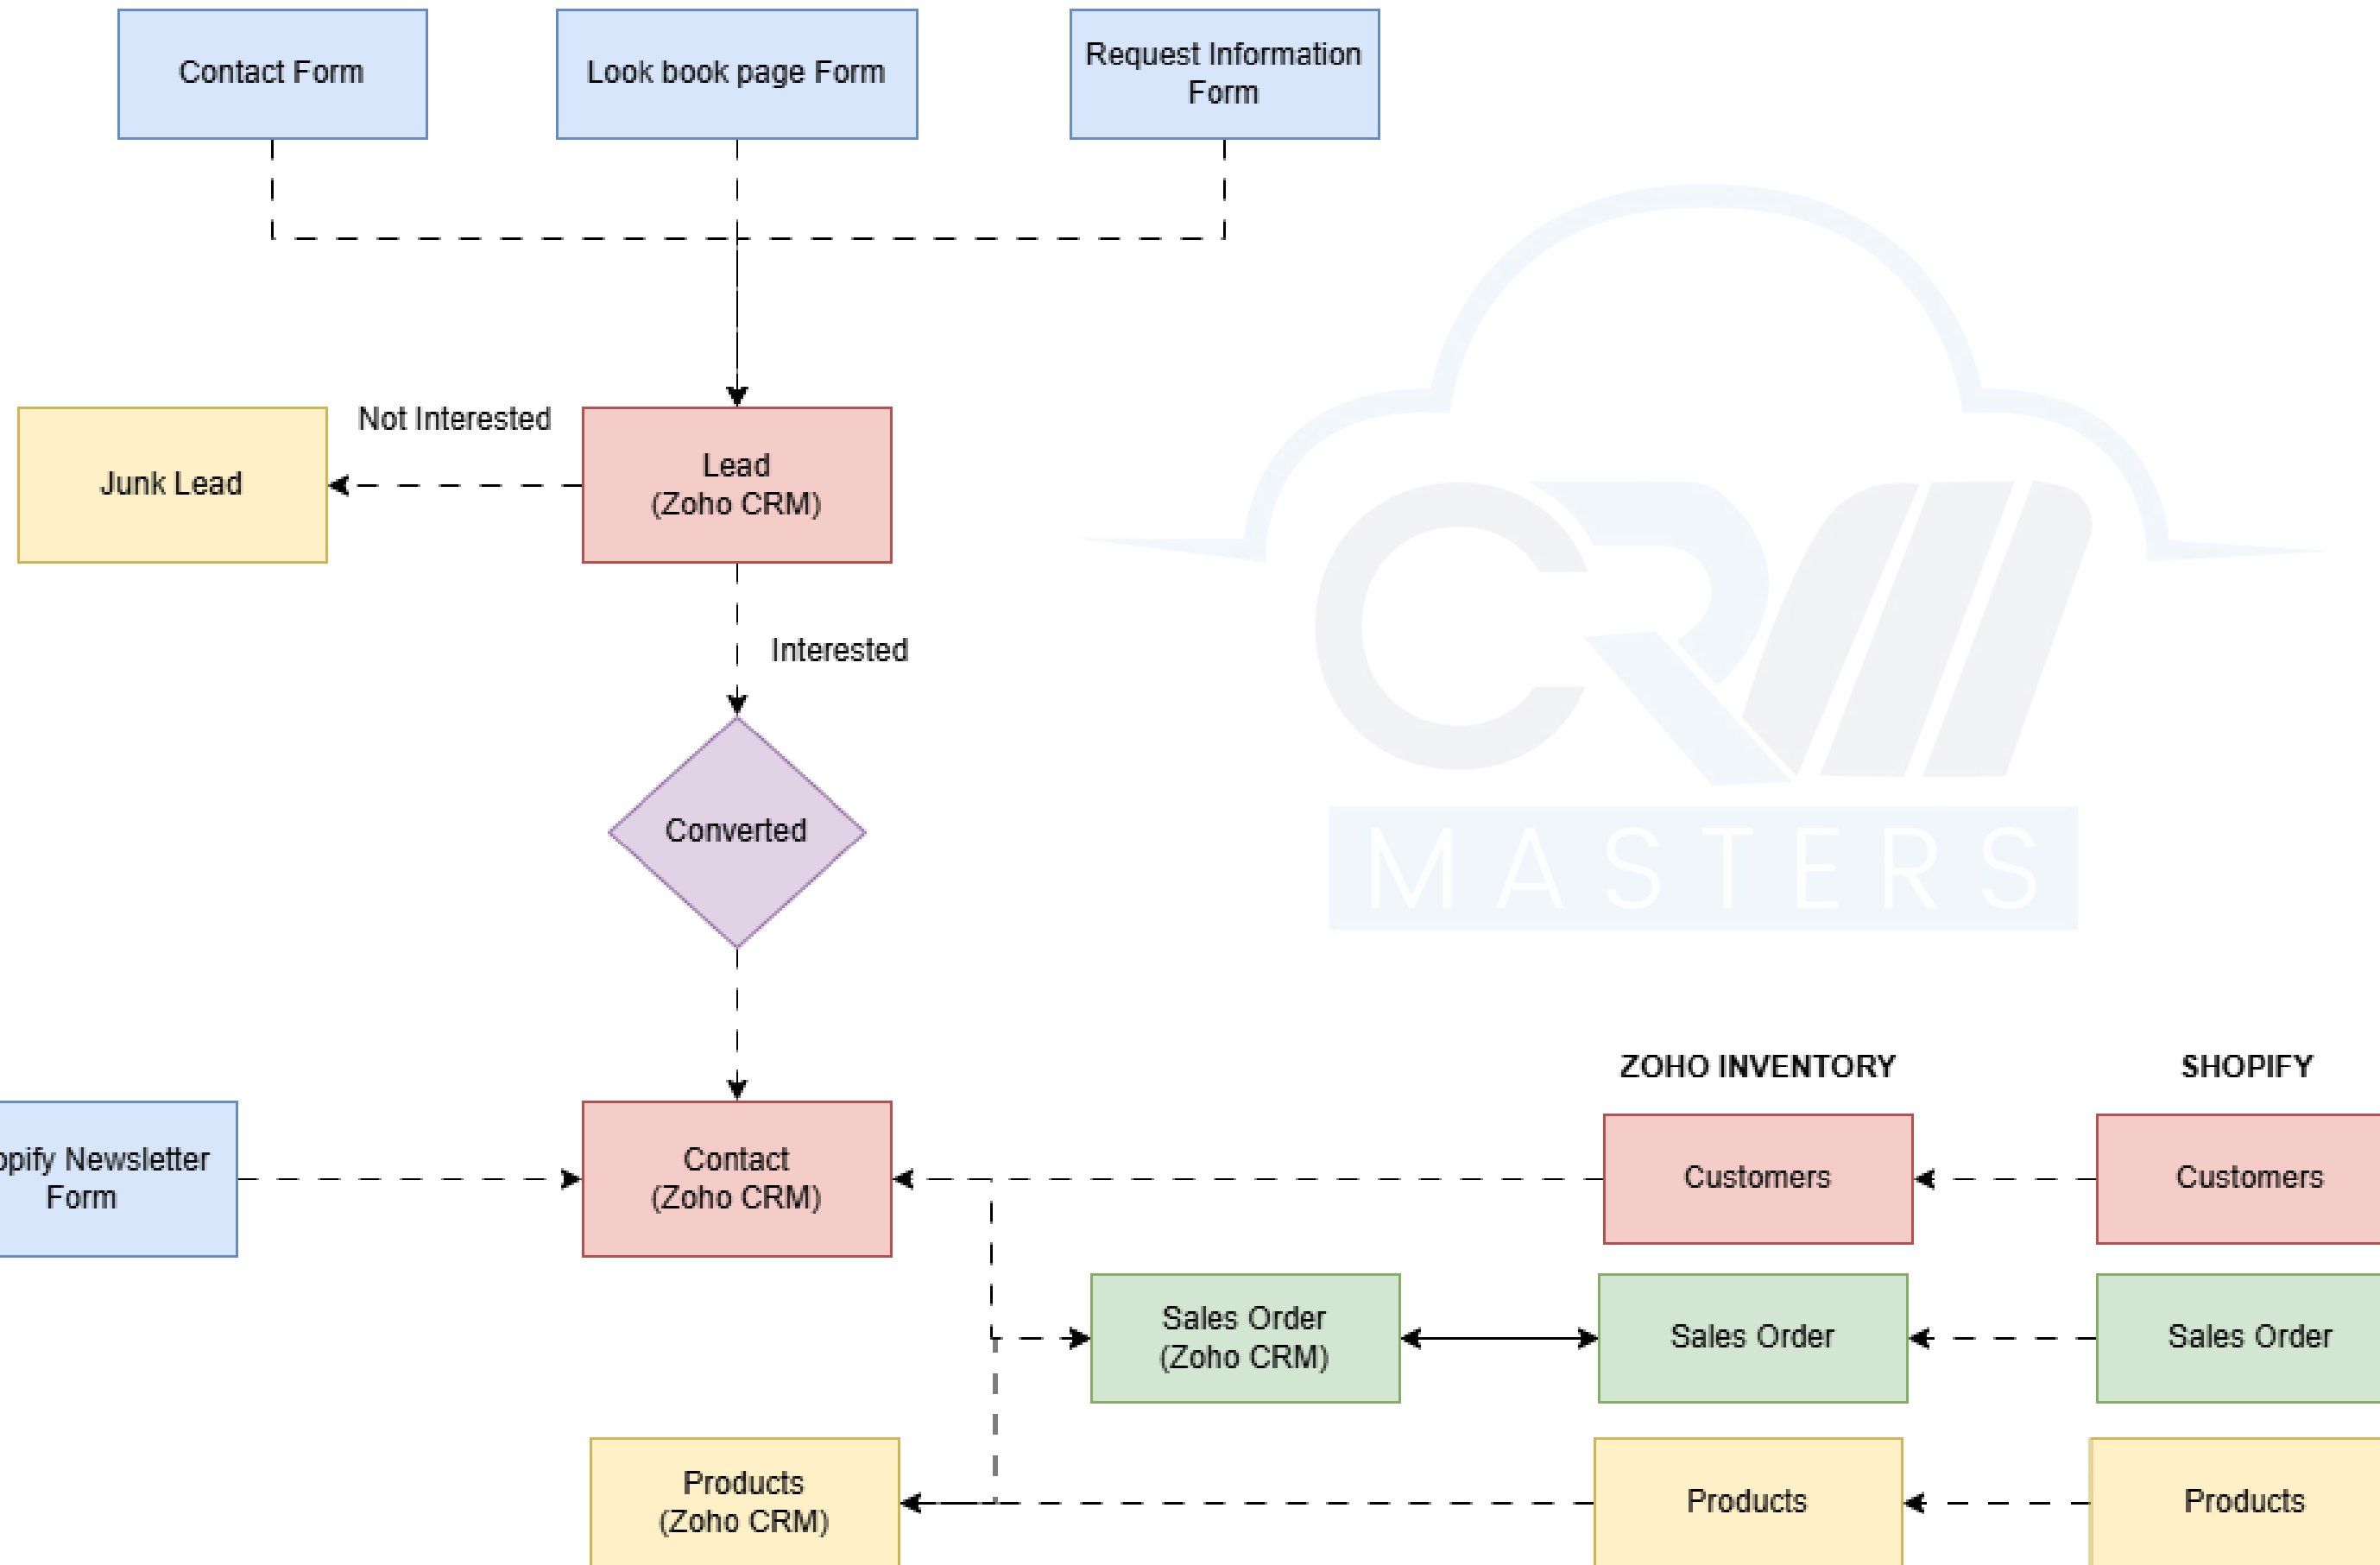 Contact Form
Look book page Form
Request Information
Form
Not Interested
Junk Lead
Lead
(Zoho CRM)
Interested
CRM
MASTERS
Converted
ZOHO INVENTORY
SHOPIFY
Newsletter
Form
Contact
(Zoho CRM)
Customers
Customers
Sales Order
(Zoho CRM)
Sales Order
Sales Order
Products
(Zoho CRM)
Products
Products